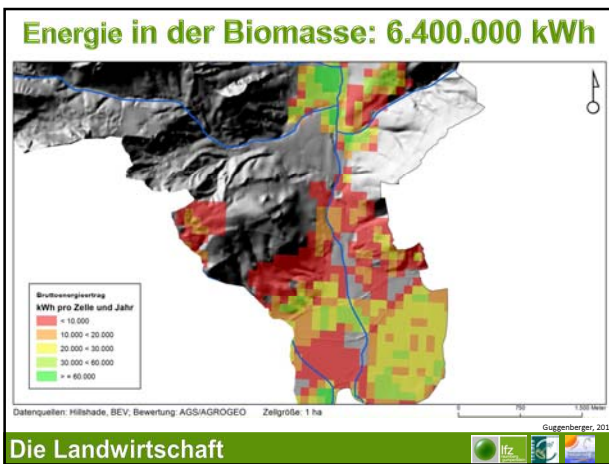 Energie in der Biomasse: 6.400.000 kWh
Bruttoenergieertrag
kWh pro Zelle und Jahr
< 10.000
10.000 < 20.000
20.000 < 30.000
30.000 < 60.000
> = 60.000
Datenquellen: Hillshade, BEV; Bewertung: AGS/AGROGEO Zellgröße: 1 ha
0 750 1.500 Meter
Guggenberger, 201
Die Landwirtschaft
lfz